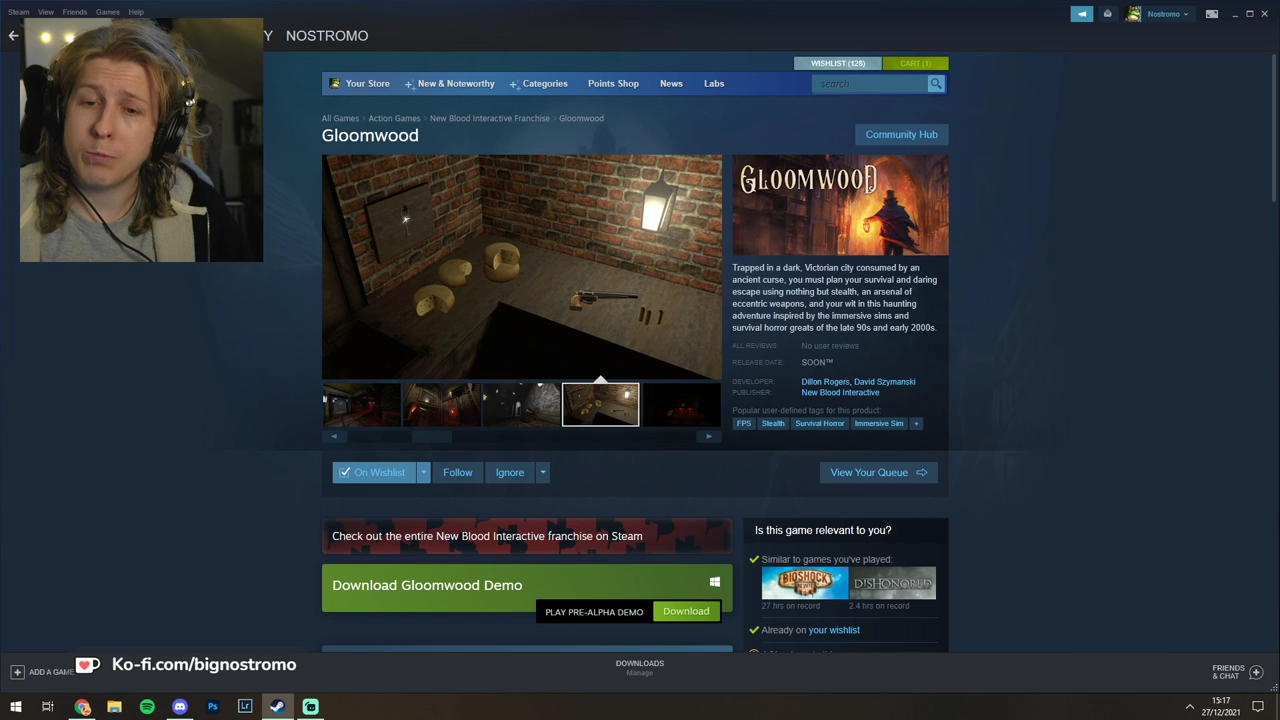 Steam View Friends Games Help
Nostromo
Y NOSTROMO
WISHLIST (128) CART (1)
Your Store New & Noteworthy Categories Points Shop News Labs search
All Games > Action Games > New Blood Interactive Franchise > Gloomwood
Gloomwood
Community Hub
GLOOMWOOD
Trapped in a dark, Victorian city consumed by an
ancient curse, you must plan your survival and daring
escape using nothing but stealth, an arsenal of
eccentric weapons, and your wit in this haunting
adventure inspired by the immersive sims and
survival horror greats of the late 90s and early 2000s.
ALL REVIEWS: No user reviews
RELEASE DATE: SOON™
DEVELOPER: Dillon Rogers, David Szymanski
PUBLISHER: New Blood Interactive
Popular user-defined tags for this product:
FPS Stealth Survival Horror Immersive Sim +
On Wishlist Follow Ignore View Your Queue
Check out the entire New Blood Interactive franchise on Steam
Download Gloomwood Demo
PLAY PRE-ALPHA DEMO Download
Is this game relevant to you?
Similar to games you've played:
BIOSHOCK DISHONORED
27 hrs on record 2.4 hrs on record
Already on your wishlist
ADD A GAME
Ko-fi.com/bignostromo
DOWNLOADS
Manage
FRIENDS
& CHAT
Ps Lr
15:17
27/12/2021